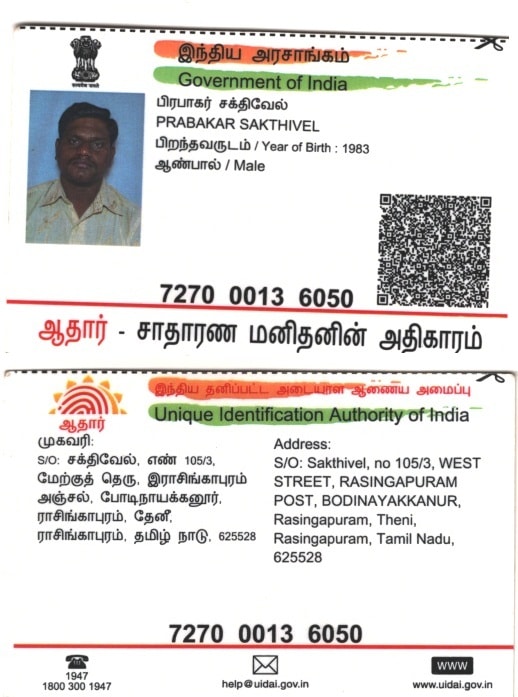 இந்திய அரசாங்கம்
Government of India
பிரபாகர் சக்திவேல்
PRABAKAR SAKTHIVEL
பிறந்தவருடம் / Year of Birth : 1983
ஆண்பால் / Male
7270 0013 6050
ஆதார் - சாதாரண மனிதனின் அதிகாரம்
இந்திய தனிப்பட்ட அடையாள ஆணைய அமைப்பு
Unique Identification Authority of India
ஆதார்
முகவரி:
S/O: சக்திவேல், எண் 105/3,
மேற்குத் தெரு, இராசிங்காபுரம்
அஞ்சல், போடிநாயக்கனூர்,
ராசிங்காபுரம், தேனீ,
ராசிங்காபுரம், தமிழ் நாடு, 625528
Address:
S/O: Sakthivel, no 105/3, WEST
STREET, RASINGAPURAM
POST, BODINAYAKKANUR,
Rasingapuram, Theni,
Rasingapuram, Tamil Nadu,
625528
7270 0013 6050
1947
1800 300 1947
help@uidai.gov.in
WWW
www.uidai.gov.in